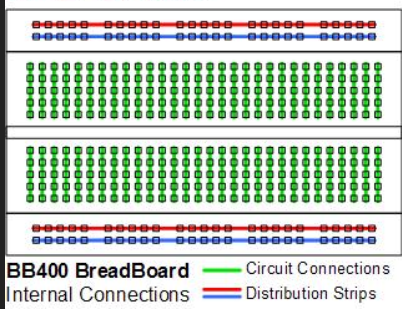 BB400 BreadBoard
Internal Connections
Circuit Connections
Distribution Strips